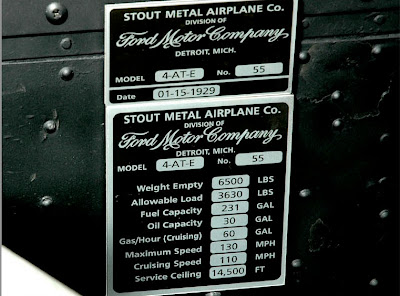 STOUT METAL AIRPLANE Co.
DIVISION OF
Ford Motor Company
DETROIT, MICH.
MODEL 4-AT-E No. 55
Date 01-15-1929
STOUT METAL AIRPLANE Co.
DIVISION OF
Ford Motor Company
DETROIT, MICH.
MODEL 4-AT-E No. 55
Weight Empty 6500 LBS
Allowable Load 3630 LBS
Fuel Capacity 231 GAL
Oil Capacity 30 GAL
Gas/Hour (Cruising) 60 GAL
Maximum Speed 130 MPH
Cruising Speed 110 MPH
Service Ceiling 14,500 FT